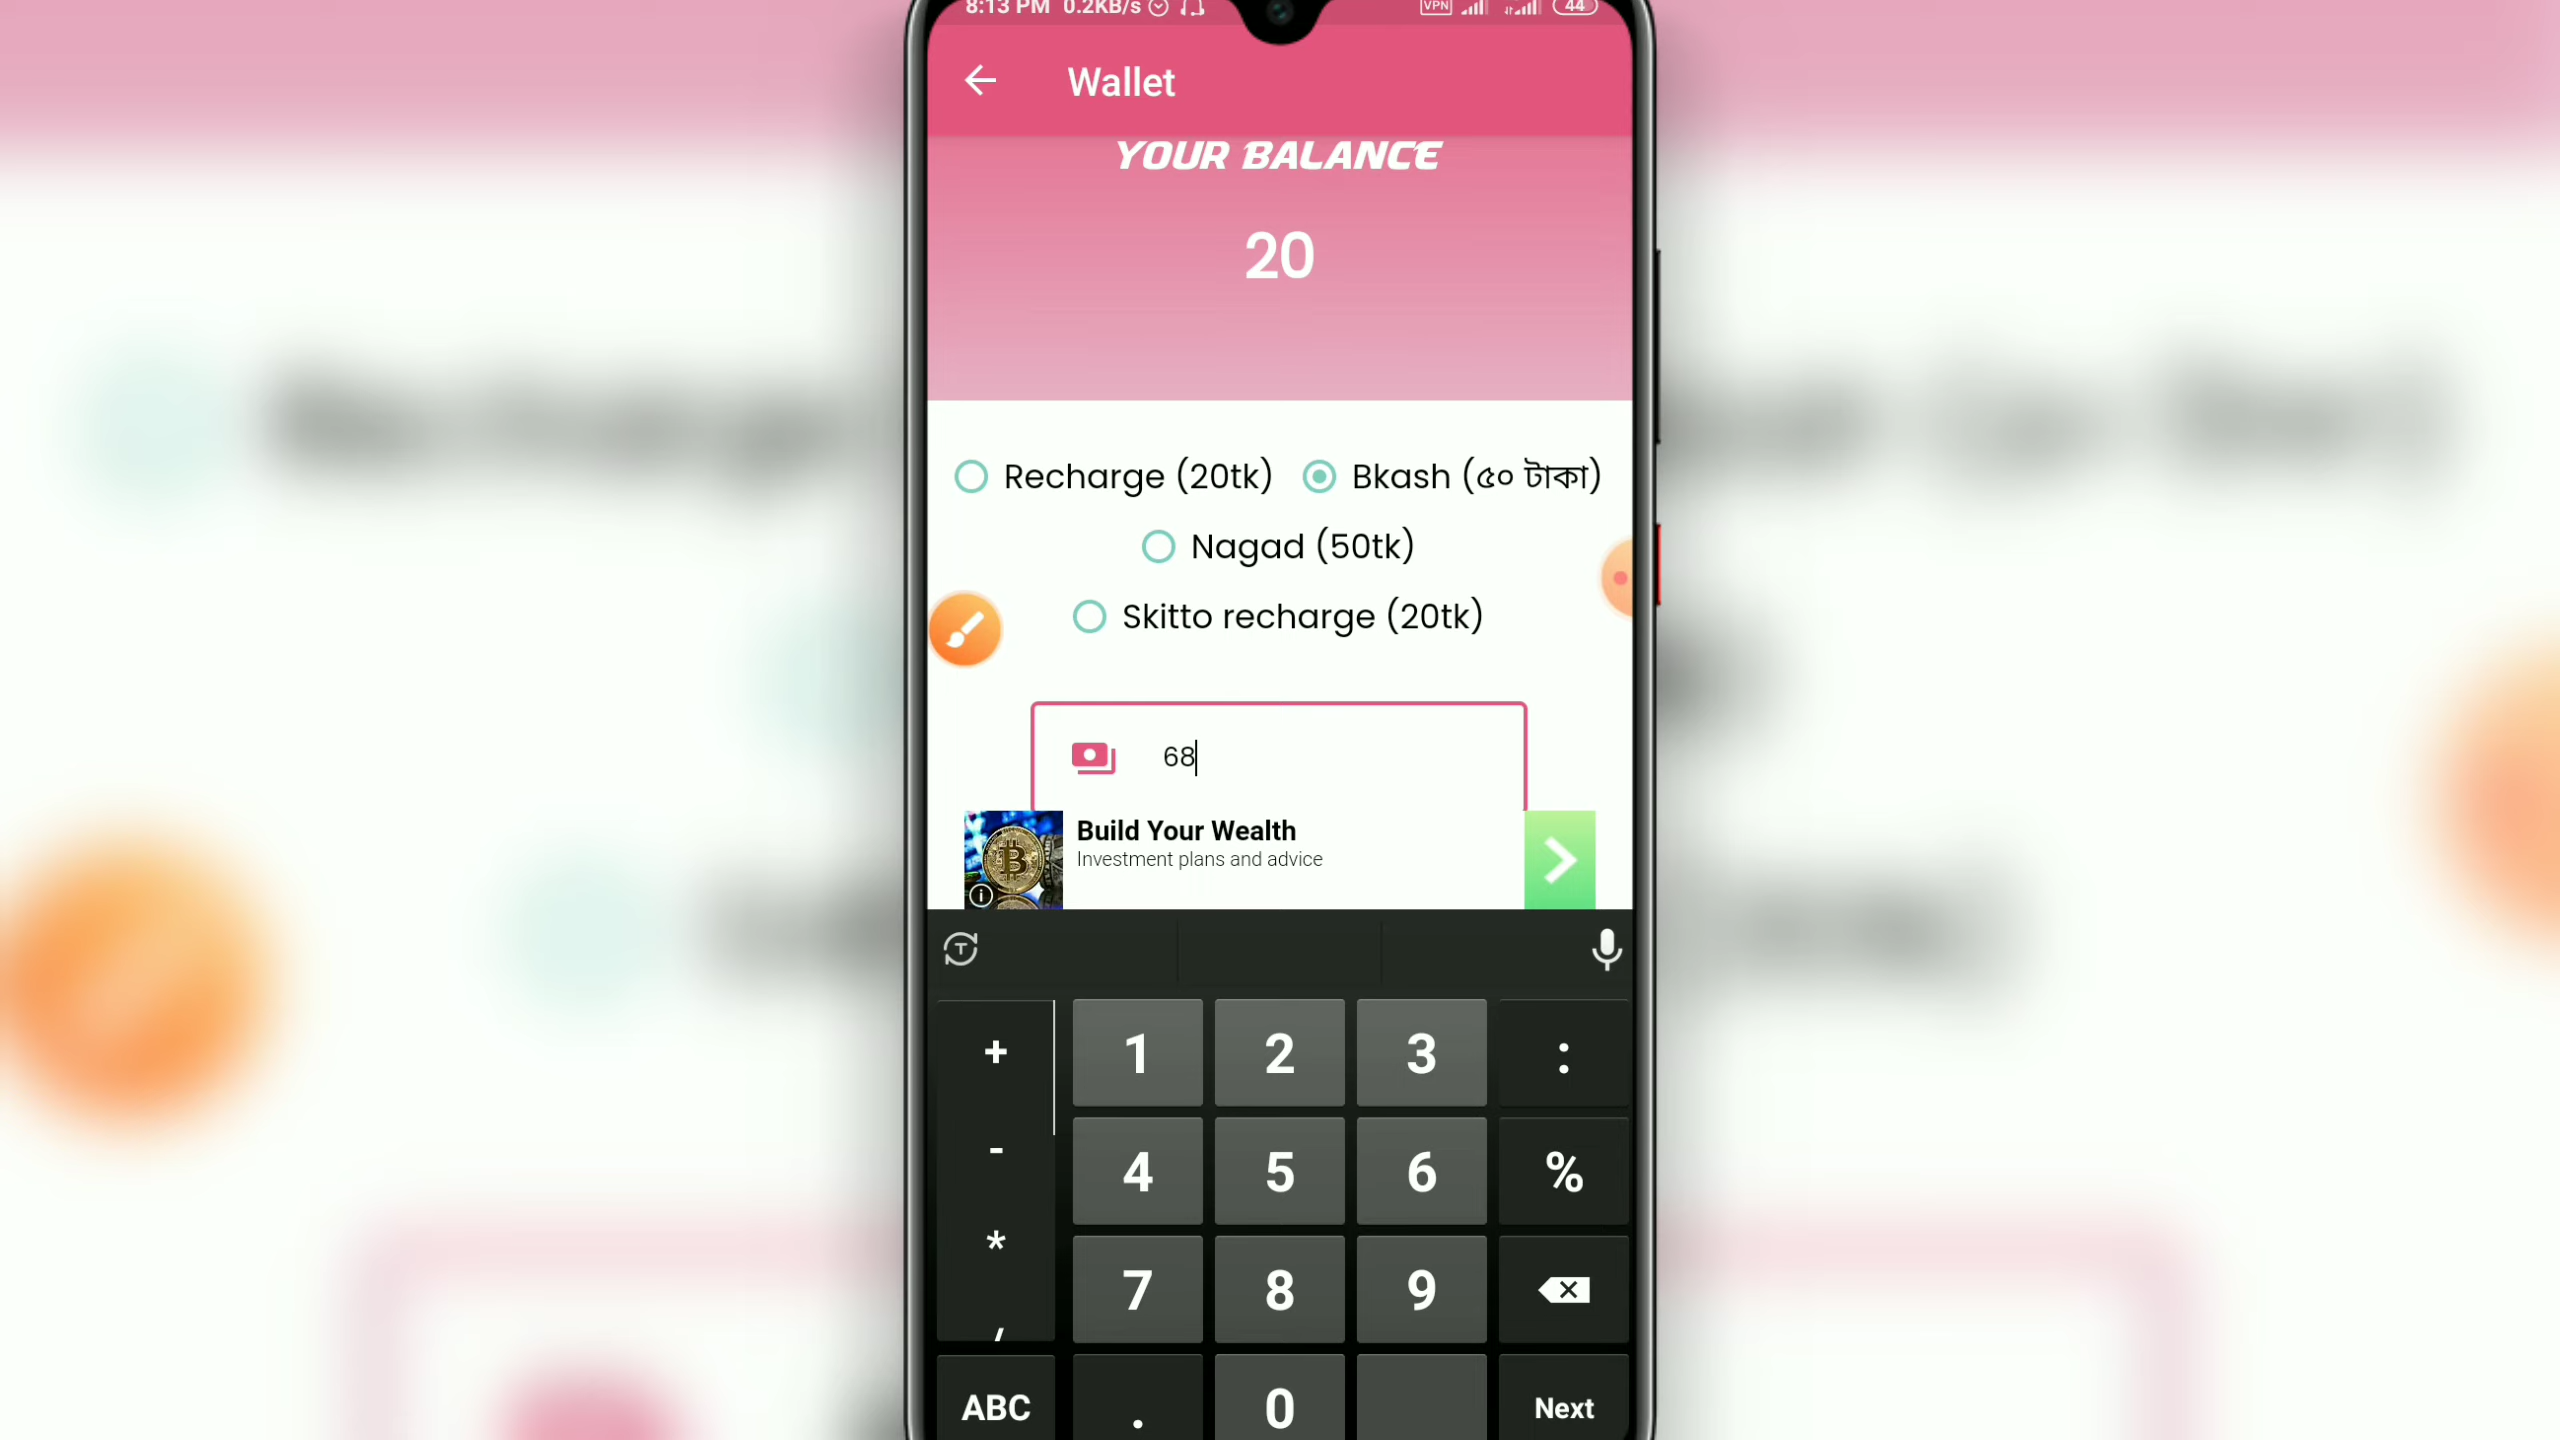 8:13 PM 0.2KB/s VPN 44
Wallet
YOUR BALANCE
20
Recharge (20tk) Bkash (৫০ টাকা)
Nagad (50tk)
Skitto recharge (20tk)
68
Build Your Wealth
Investment plans and advice
+ 1 2 3 :
- 4 5 6 %
* 7 8 9
/
ABC . 0 Next